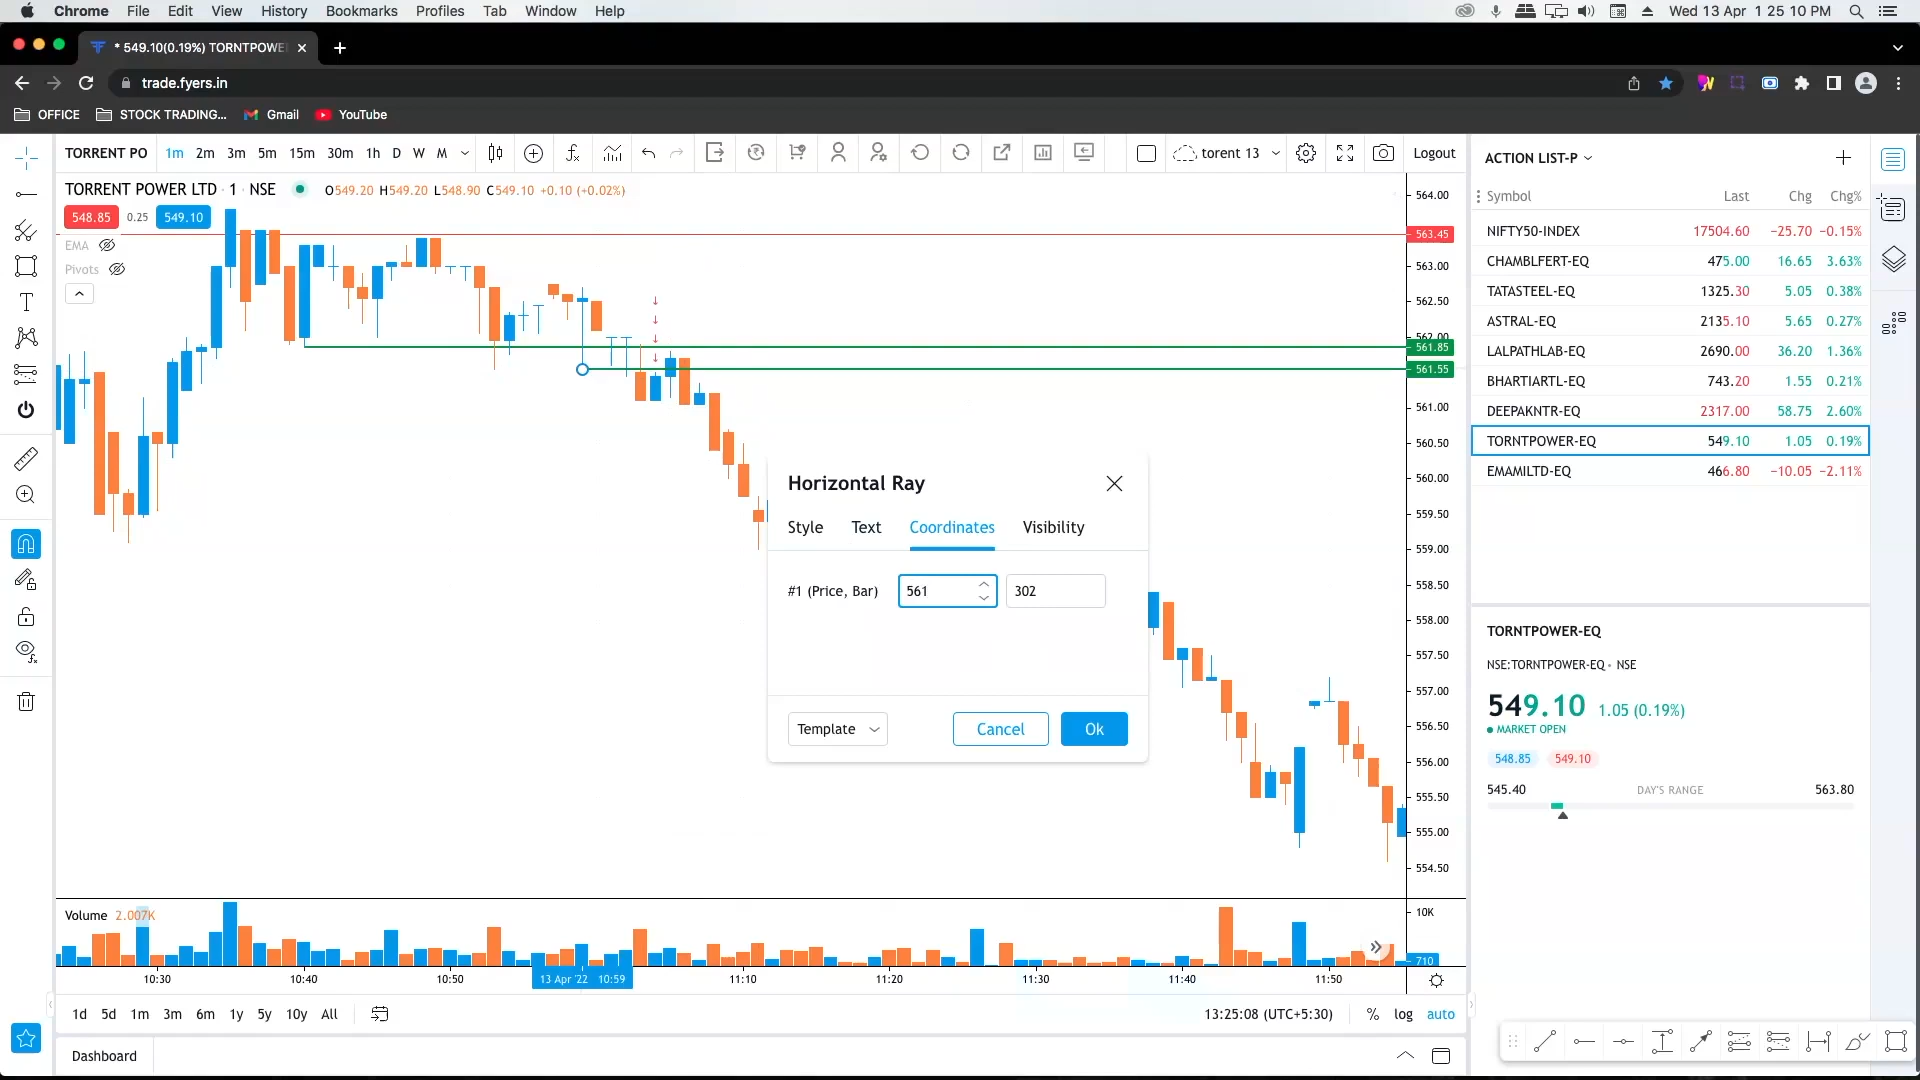 Chrome File Edit View History Bookmarks Profiles Tab Window Help Wed 13 Apr 1 25 10 PM
* 549.10(0.19%) TORNTPOWE
trade.fyers.in
OFFICE STOCK TRADING... Gmail YouTube
TORRENT PO 1m 2m 3m 5m 15m 30m 1h D W M torent 13 Logout
TORRENT POWER LTD · 1 · NSE O549.20 H549.20 L548.90 C549.10 +0.10 (+0.02%)
548.85 0.25 549.10
EMA
Pivots
564.00
563.45
563.00
562.50
562.00
561.85
561.55
561.00
560.50
560.00
559.50
559.00
558.50
558.00
557.50
557.00
556.50
556.00
555.50
555.00
554.50
Horizontal Ray
Style Text Coordinates Visibility
#1 (Price, Bar) 561 302
Template Cancel Ok
Volume 2.007K
10K
710
10:30 10:40 10:50 13 Apr '22 10:59 11:10 11:20 11:30 11:40 11:50
1d 5d 1m 3m 6m 1y 5y 10y All 13:25:08 (UTC+5:30) % log auto
Dashboard
ACTION LIST-P
Symbol Last Chg Chg%
NIFTY50-INDEX 17504.60 −25.70 −0.15%
CHAMBLFERT-EQ 475.00 16.65 3.63%
TATASTEEL-EQ 1325.30 5.05 0.38%
ASTRAL-EQ 2135.10 5.65 0.27%
LALPATHLAB-EQ 2690.00 36.20 1.36%
BHARTIARTL-EQ 743.20 1.55 0.21%
DEEPAKNTR-EQ 2317.00 58.75 2.60%
TORNTPOWER-EQ 549.10 1.05 0.19%
EMAMILTD-EQ 466.80 −10.05 −2.11%
TORNTPOWER-EQ
NSE:TORNTPOWER-EQ • NSE
549.10 1.05 (0.19%)
MARKET OPEN
548.85 549.10
545.40 DAY'S RANGE 563.80